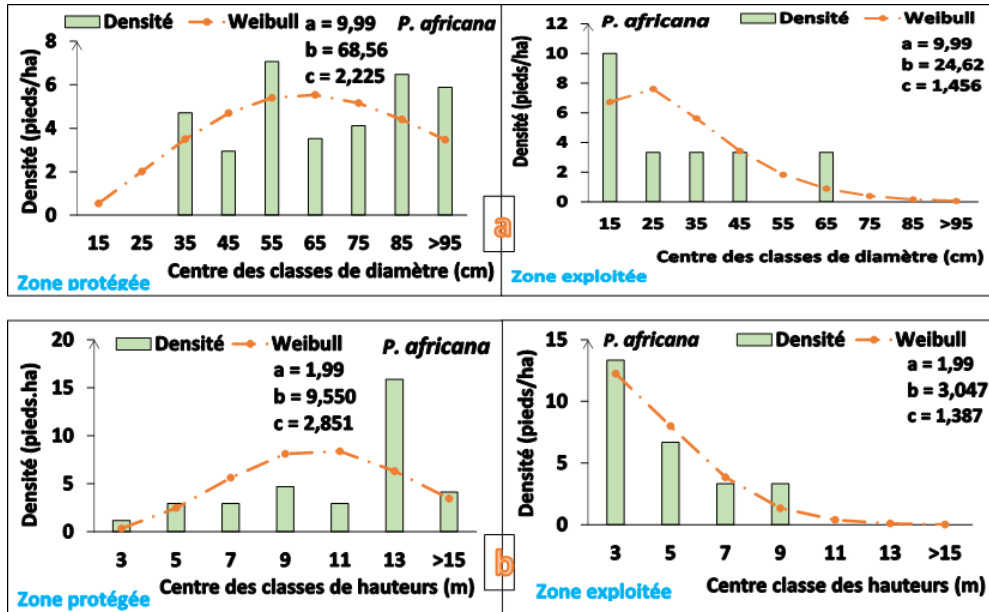 Densité Weibull
a = 9,99 P. africana
b = 68,56
c = 2,225
Densité (pieds/ha)
8
6
4
2
0
15 25 35 45 55 65 75 85 >95
Centre des classes de diamètre (cm)
Zone protégée
a
P. africana Densité Weibull
a = 9,99
b = 24,62
c = 1,456
Densité (pieds/ha)
12
10
8
6
4
2
0
15 25 35 45 55 65 75 85 >95
Centre des classes de diamètre (cm)
Zone exploitée
Densité Weibull P. africana
a = 1,99
b = 9,550
c = 2,851
Densité (pieds.ha)
20
15
10
5
0
3 5 7 9 11 13 >15
Centre des classes de hauteurs (m)
Zone protégée
b
P. africana Densité Weibull
a = 1,99
b = 3,047
c = 1,387
Densité (pieds/ha)
15
10
5
0
3 5 7 9 11 13 >15
Centre classe des hauteurs (m)
Zone exploitée